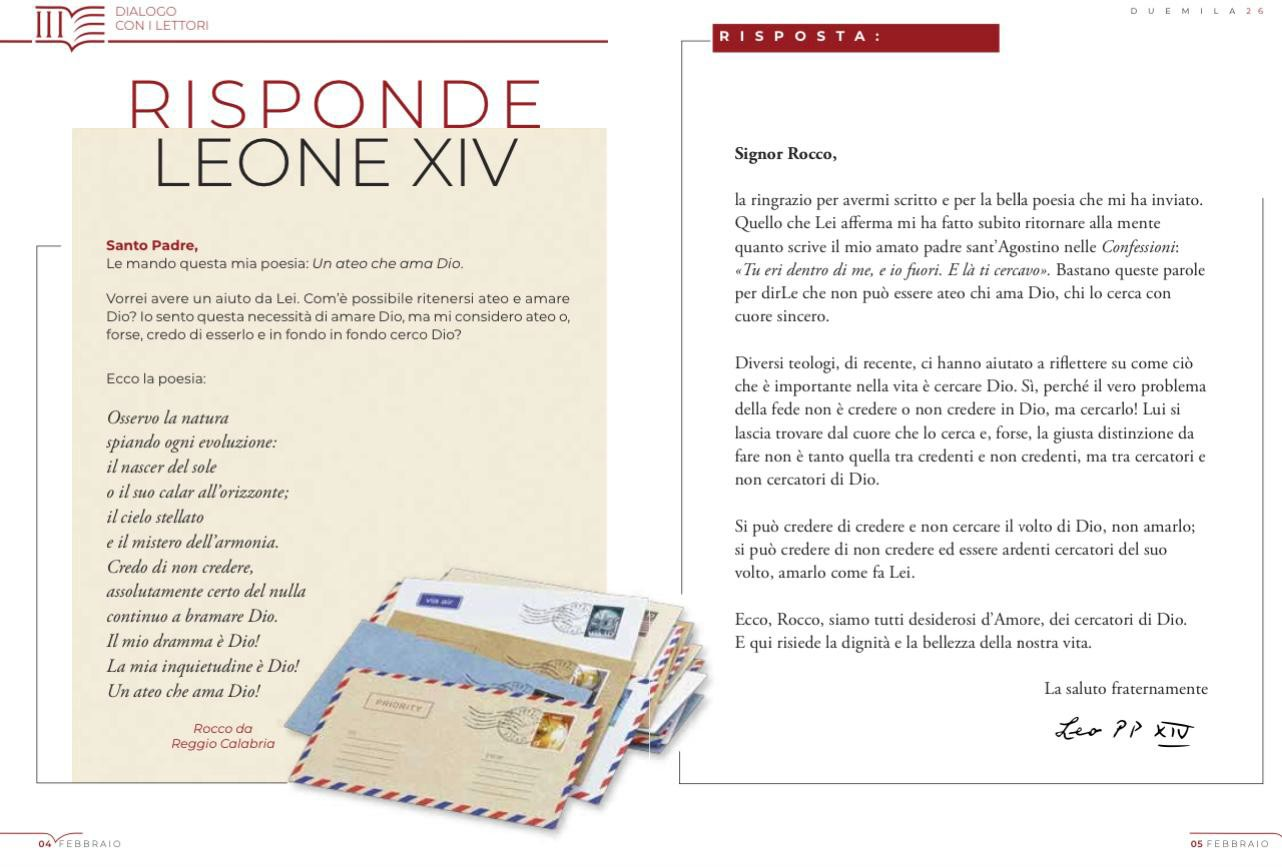 DIALOGO
CON I LETTORI
RISPONDE
LEONE XIV
Santo Padre,
Le mando questa mia poesia: Un ateo che ama Dio.
Vorrei avere un aiuto da Lei. Com'è possibile ritenersi ateo e amare
Dio? Io sento questa necessità di amare Dio, ma mi considero ateo o,
forse, credo di esserlo e in fondo in fondo cerco Dio?
Ecco la poesia:
Osservo la natura
spiando ogni evoluzione:
il nascer del sole
o il suo calar all'orizzonte;
il cielo stellato
e il mistero dell'armonia.
Credo di non credere,
assolutamente certo del nulla
continuo a bramare Dio.
Il mio dramma è Dio!
La mia inquietudine è Dio!
Un ateo che ama Dio!
Rocco da
Reggio Calabria
via air
PRIORITY
04 FEBBRAIO
DUEMILA26
RISPOSTA:
Signor Rocco,
la ringrazio per avermi scritto e per la bella poesia che mi ha inviato.
Quello che Lei afferma mi ha fatto subito ritornare alla mente
quanto scrive il mio amato padre sant'Agostino nelle Confessioni:
«Tu eri dentro di me, e io fuori. E là ti cercavo». Bastano queste parole
per dirLe che non può essere ateo chi ama Dio, chi lo cerca con
cuore sincero.
Diversi teologi, di recente, ci hanno aiutato a riflettere su come ciò
che è importante nella vita è cercare Dio. Sì, perché il vero problema
della fede non è credere o non credere in Dio, ma cercarlo! Lui si
lascia trovare dal cuore che lo cerca e, forse, la giusta distinzione da
fare non è tanto quella tra credenti e non credenti, ma tra cercatori e
non cercatori di Dio.
Si può credere di credere e non cercare il volto di Dio, non amarlo;
si può credere di non credere ed essere ardenti cercatori del suo
volto, amarlo come fa Lei.
Ecco, Rocco, siamo tutti desiderosi d'Amore, dei cercatori di Dio.
E qui risiede la dignità e la bellezza della nostra vita.
La saluto fraternamente
Leo PP XIV
05 FEBBRAIO